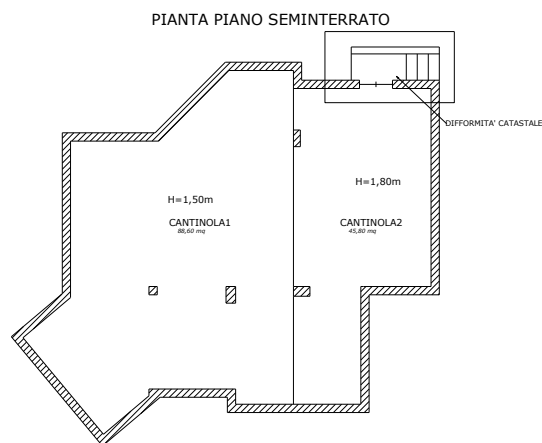 PIANTA PIANO SEMINTERRATO
DIFFORMITA' CATASTALE
H=1,80m
H=1,50m
CANTINOLA1
88,60 mq
CANTINOLA2
45,80 mq